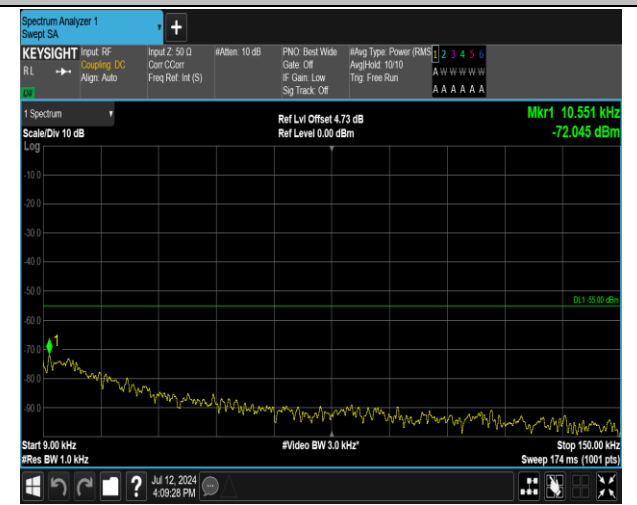 Spectrum Analyzer 1
Swept SA
+
KEYSIGHT Input: RF Input Z: 50 Ω #Atten: 10 dB PNO: Best Wide #Avg Type: Power (RMS 1 2 3 4 5 6
RL Coupling: DC Corr CCorr Gate: Off Avg|Hold: 10/10 A W W W W W
Align: Auto Freq Ref: Int (S) IF Gain: Low Trig: Free Run
Sig Track: Off A A A A A A
1 Spectrum Ref Lvl Offset 4.73 dB Mkr1 10.551 kHz
Scale/Div 10 dB Ref Level 0.00 dBm -72.045 dBm
Log
-10.0
-20.0
-30.0
-40.0
-50.0
DL1 -55.00 dBm
-60.0
1
-70.0
-80.0
-90.0
Start 9.00 kHz #Video BW 3.0 kHz* Stop 150.00 kHz
#Res BW 1.0 kHz Sweep 174 ms (1001 pts)
? Jul 12, 2024
4:09:28 PM